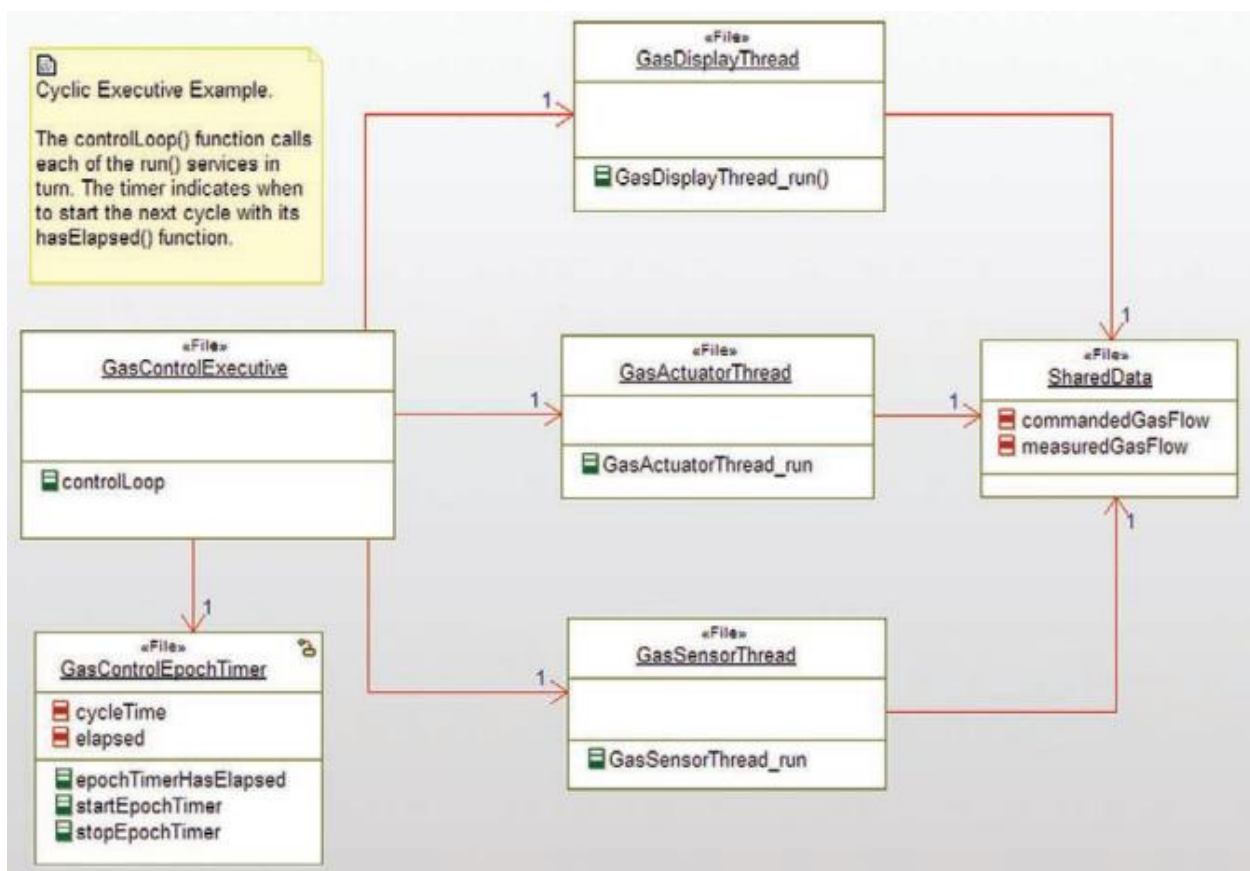 Cyclic Executive Example.
The controlLoop() function calls
each of the run() services in
turn. The timer indicates when
to start the next cycle with its
hasElapsed() function.
«File»
GasDisplayThread
GasDisplayThread_run()
1
«File»
GasControlExecutive
controlLoop
1
«File»
GasActuatorThread
GasActuatorThread_run
1
1
«File»
SharedData
commandedGasFlow
measuredGasFlow
1
1
«File»
GasControlEpochTimer
cycleTime
elapsed
epochTimerHasElapsed
startEpochTimer
stopEpochTimer
1
«File»
GasSensorThread
GasSensorThread_run
1